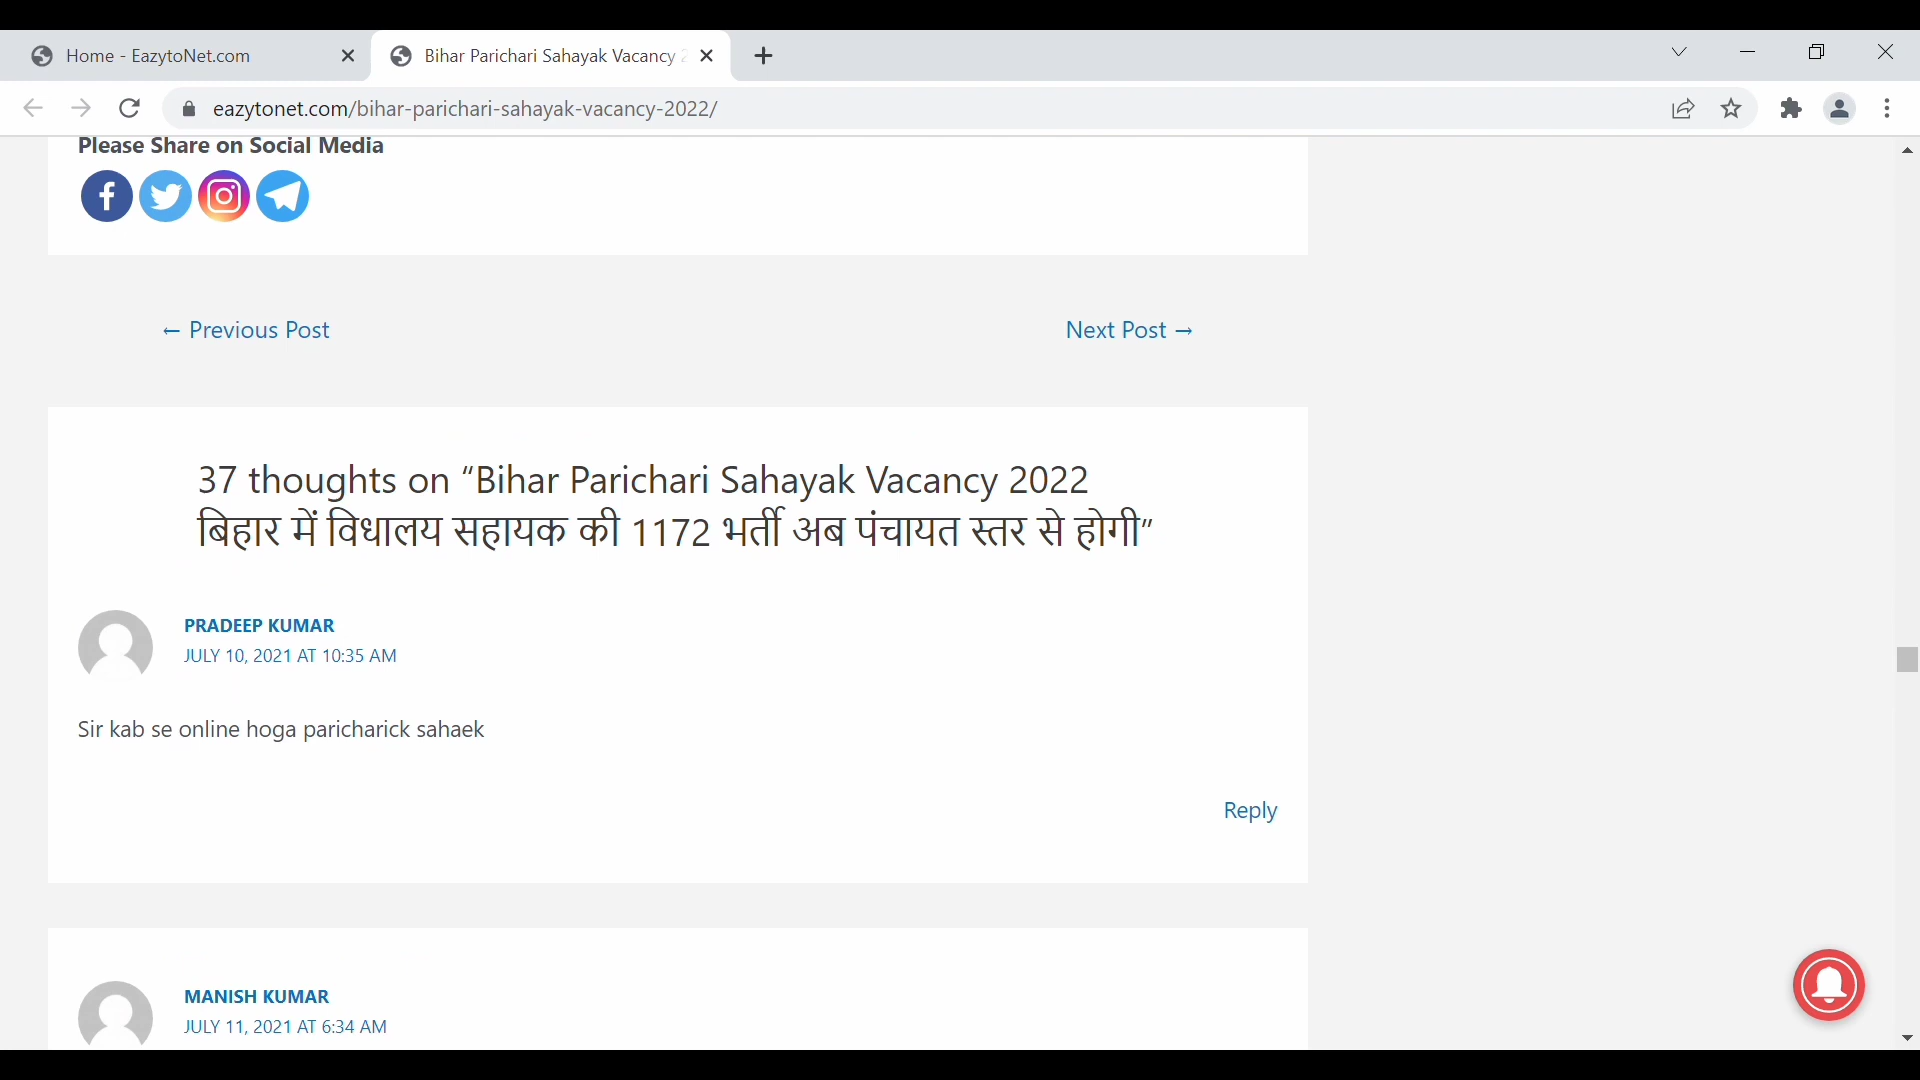 Home - EazytoNet.com
Bihar Parichari Sahayak Vacancy 2
eazytonet.com/bihar-parichari-sahayak-vacancy-2022/
Please Share on Social Media
← Previous Post
Next Post →
37 thoughts on “Bihar Parichari Sahayak Vacancy 2022
बिहार में विधालय सहायक की 1172 भर्ती अब पंचायत स्तर से होगी”
PRADEEP KUMAR
JULY 10, 2021 AT 10:35 AM
Sir kab se online hoga paricharick sahaek
Reply
MANISH KUMAR
JULY 11, 2021 AT 6:34 AM